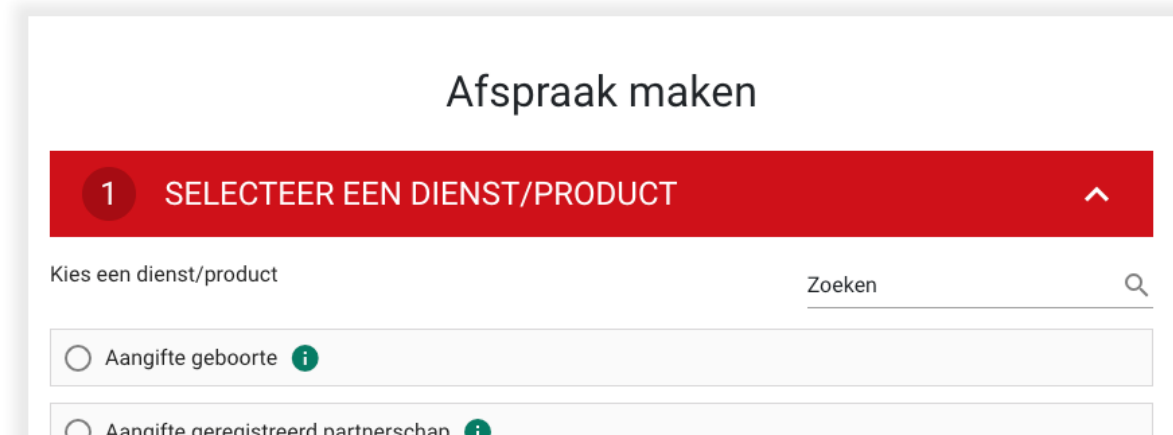 Afspraak maken
1 SELECTEER EEN DIENST/PRODUCT
Kies een dienst/product
Zoeken
Aangifte geboorte i
Aangifte geregistreerd partnerschap i